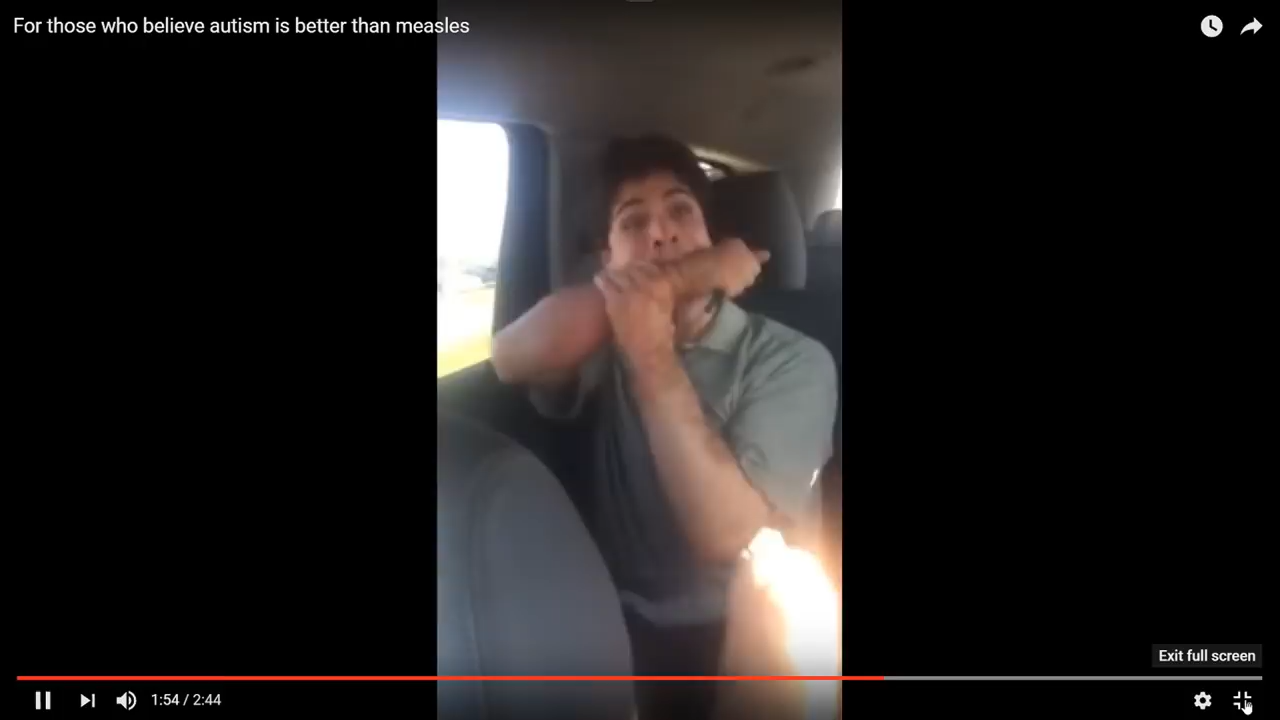 For those who believe autism is better than measles
Exit full screen
1:54 / 2:44